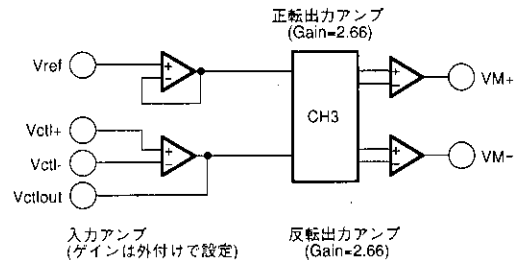 正転出力アンプ
(Gain=2.66)
Vref
+
−
+
−
VM+
Vctl+
CH3
Vctl-
+
−
+
−
VM−
Vctlout
入力アンプ
(ゲインは外付けで設定)
反転出力アンプ
(Gain=2.66)